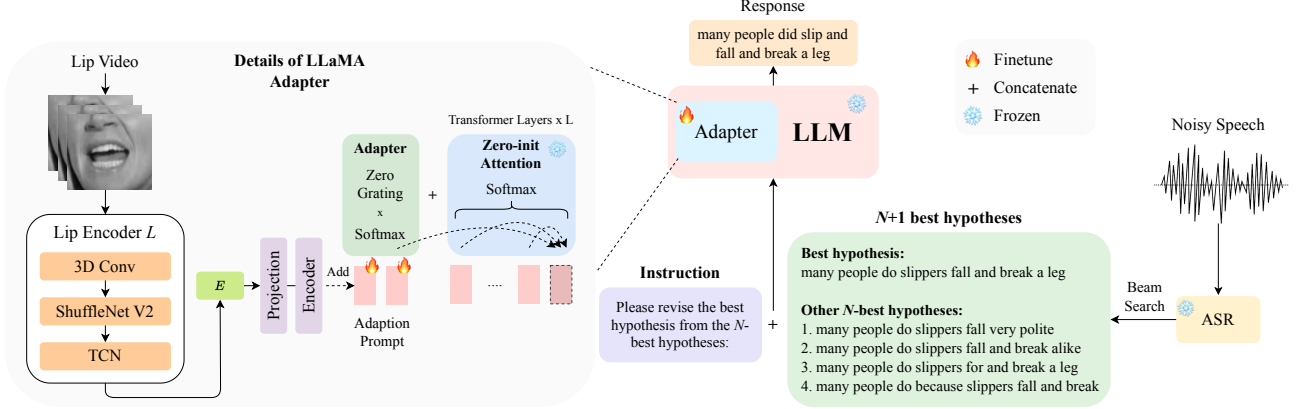 Lip Video
Details of LLaMA
Adapter
Lip Encoder L
3D Conv
ShuffleNet V2
TCN
E
Projection
Encoder
Add
Adapter
Zero
Grating
x
Softmax
+
Transformer Layers x L
Zero-init
Attention
Softmax
....
Adaption
Prompt
Response
many people did slip and
fall and break a leg
Adapter
LLM
Finetune
+ Concatenate
Frozen
Instruction
Please revise the best
hypothesis from the N-
best hypotheses:
+
N+1 best hypotheses
Best hypothesis:
many people do slippers fall and break a leg
Other N-best hypotheses:
1. many people do slippers fall very polite
2. many people do slippers fall and break alike
3. many people do slippers for and break a leg
4. many people do because slippers fall and break
Noisy Speech
Beam
Search
ASR